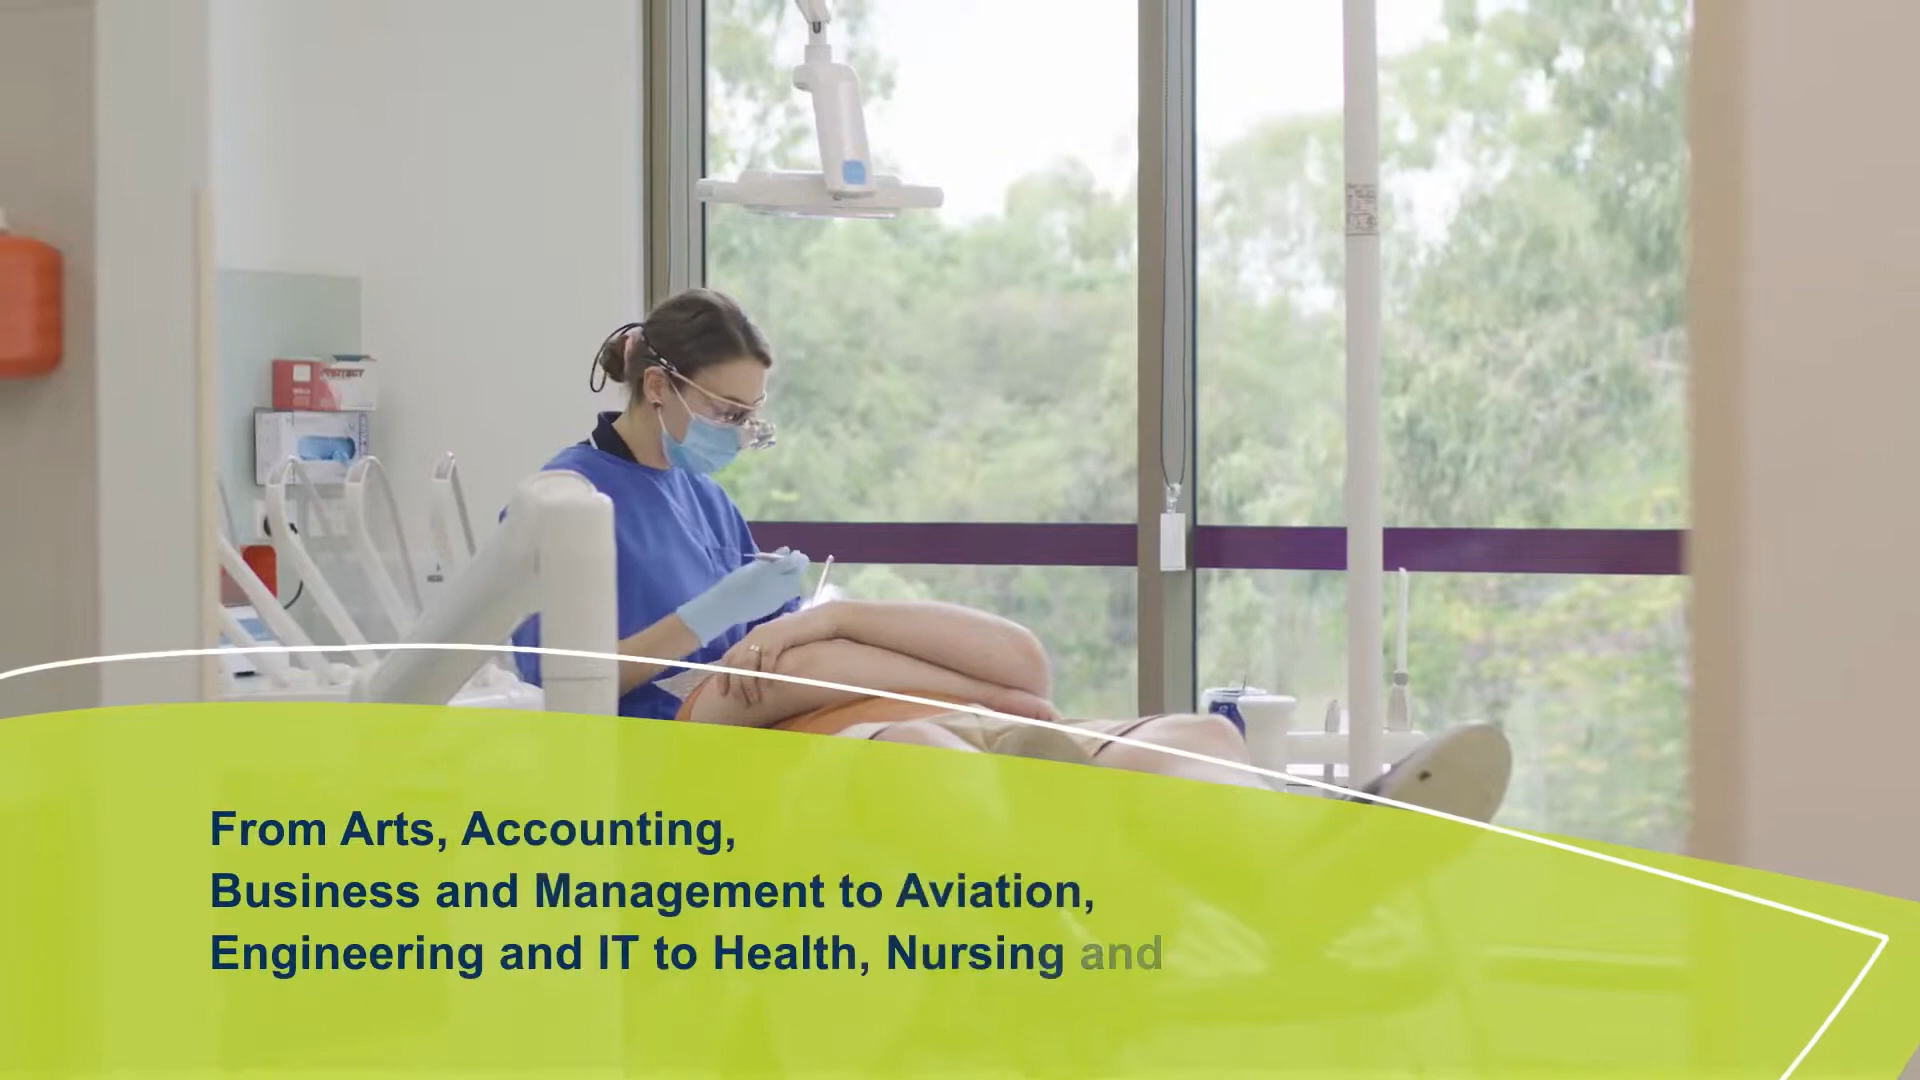 From Arts, Accounting,
Business and Management to Aviation,
Engineering and IT to Health, Nursing and